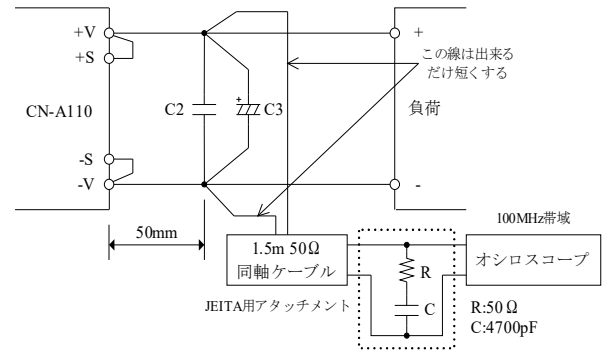 +V
+
+S
この線は出来る
だけ短くする
CN-A110
C2
+
C3
負荷
-S
-V
-
50mm
1.5m 50Ω
同軸ケーブル
JEITA用アタッチメント
R
C
100MHz帯域
オシロスコープ
R:50Ω
C:4700pF